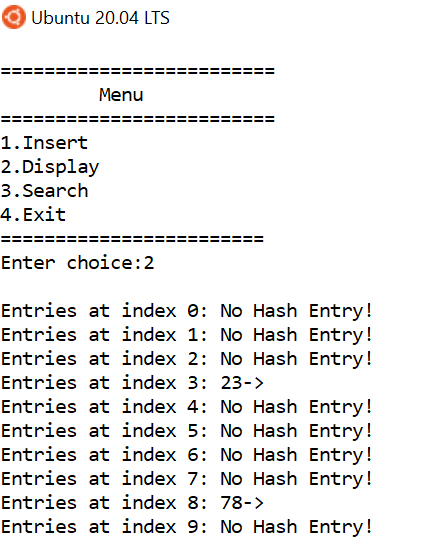 Ubuntu 20.04 LTS
=========================
Menu
=========================
1.Insert
2.Display
3.Search
4.Exit
========================
Enter choice:2
Entries at index 0: No Hash Entry!
Entries at index 1: No Hash Entry!
Entries at index 2: No Hash Entry!
Entries at index 3: 23->
Entries at index 4: No Hash Entry!
Entries at index 5: No Hash Entry!
Entries at index 6: No Hash Entry!
Entries at index 7: No Hash Entry!
Entries at index 8: 78->
Entries at index 9: No Hash Entry!